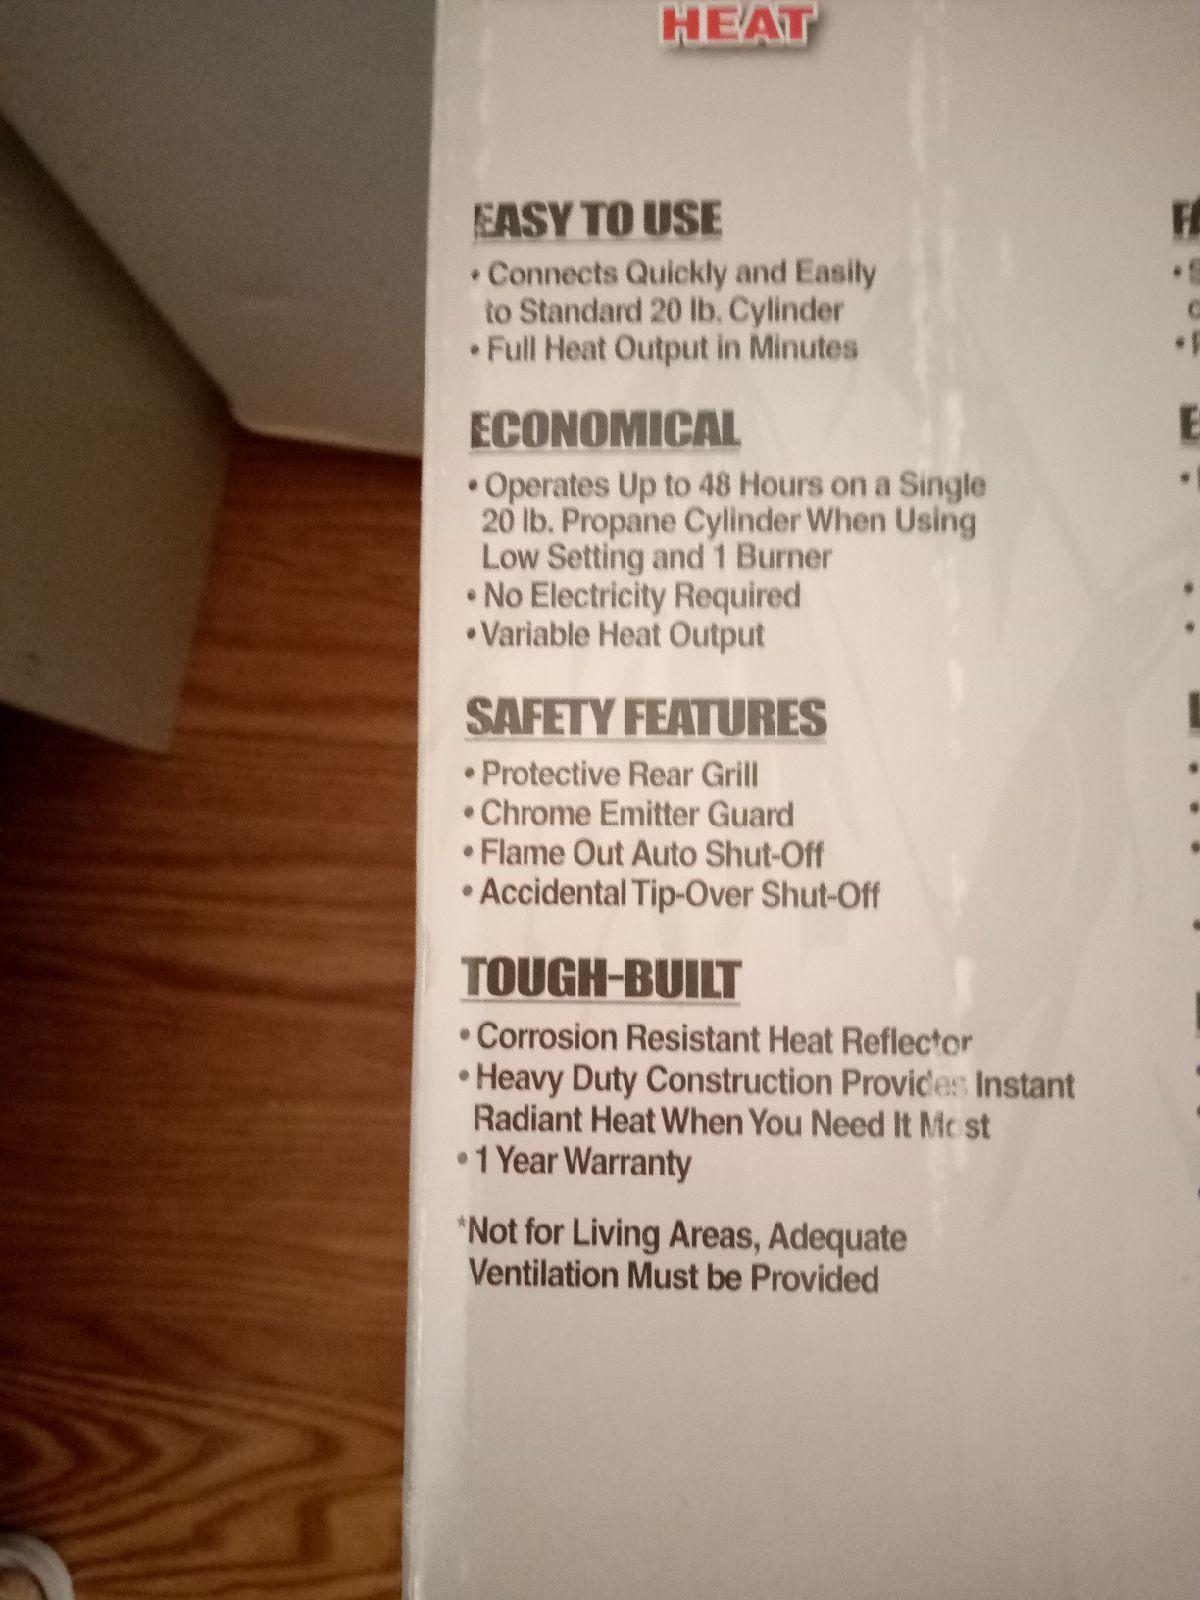 HEAT
EASY TO USE
• Connects Quickly and Easily
to Standard 20 lb. Cylinder
• Full Heat Output in Minutes
ECONOMICAL
• Operates Up to 48 Hours on a Single
20 lb. Propane Cylinder When Using
Low Setting and 1 Burner
• No Electricity Required
• Variable Heat Output
SAFETY FEATURES
• Protective Rear Grill
• Chrome Emitter Guard
• Flame Out Auto Shut-Off
• Accidental Tip-Over Shut-Off
TOUGH-BUILT
• Corrosion Resistant Heat Reflector
• Heavy Duty Construction Provides Instant
Radiant Heat When You Need It Most
• 1 Year Warranty
*Not for Living Areas, Adequate
Ventilation Must be Provided